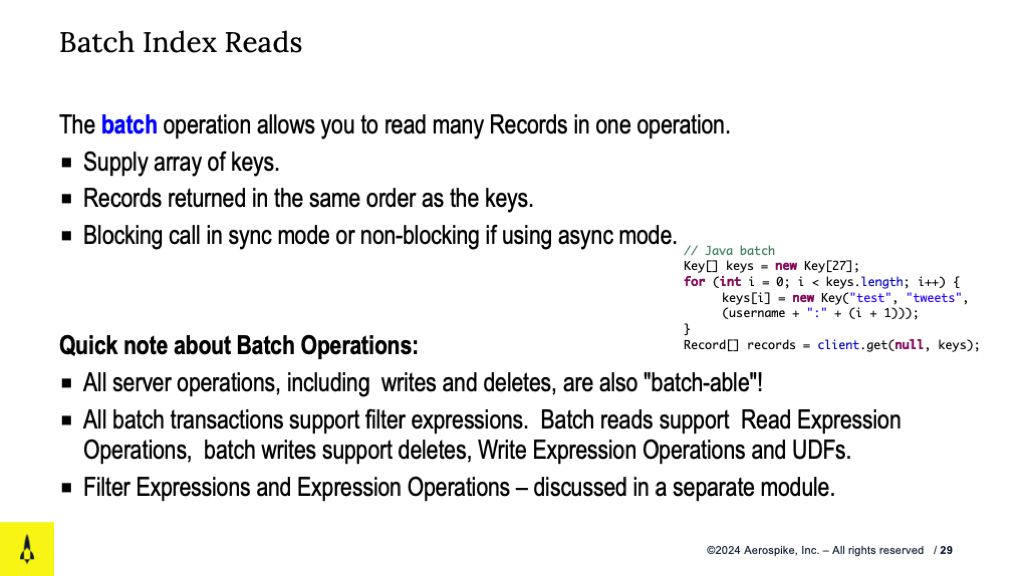 Batch Index Reads
The batch operation allows you to read many Records in one operation.
▪ Supply array of keys.
▪ Records returned in the same order as the keys.
▪ Blocking call in sync mode or non-blocking if using async mode.
// Java batch
Key[] keys = new Key[27];
for (int i = 0; i < keys.length; i++) {
keys[i] = new Key("test", "tweets",
(username + ":" + (i + 1)));
}
Record[] records = client.get(null, keys);
Quick note about Batch Operations:
▪ All server operations, including  writes and deletes, are also "batch-able"!
▪ All batch transactions support filter expressions.  Batch reads support  Read Expression
Operations,  batch writes support deletes, Write Expression Operations and UDFs.
▪ Filter Expressions and Expression Operations – discussed in a separate module.
©2024 Aerospike, Inc. – All rights reserved / 29